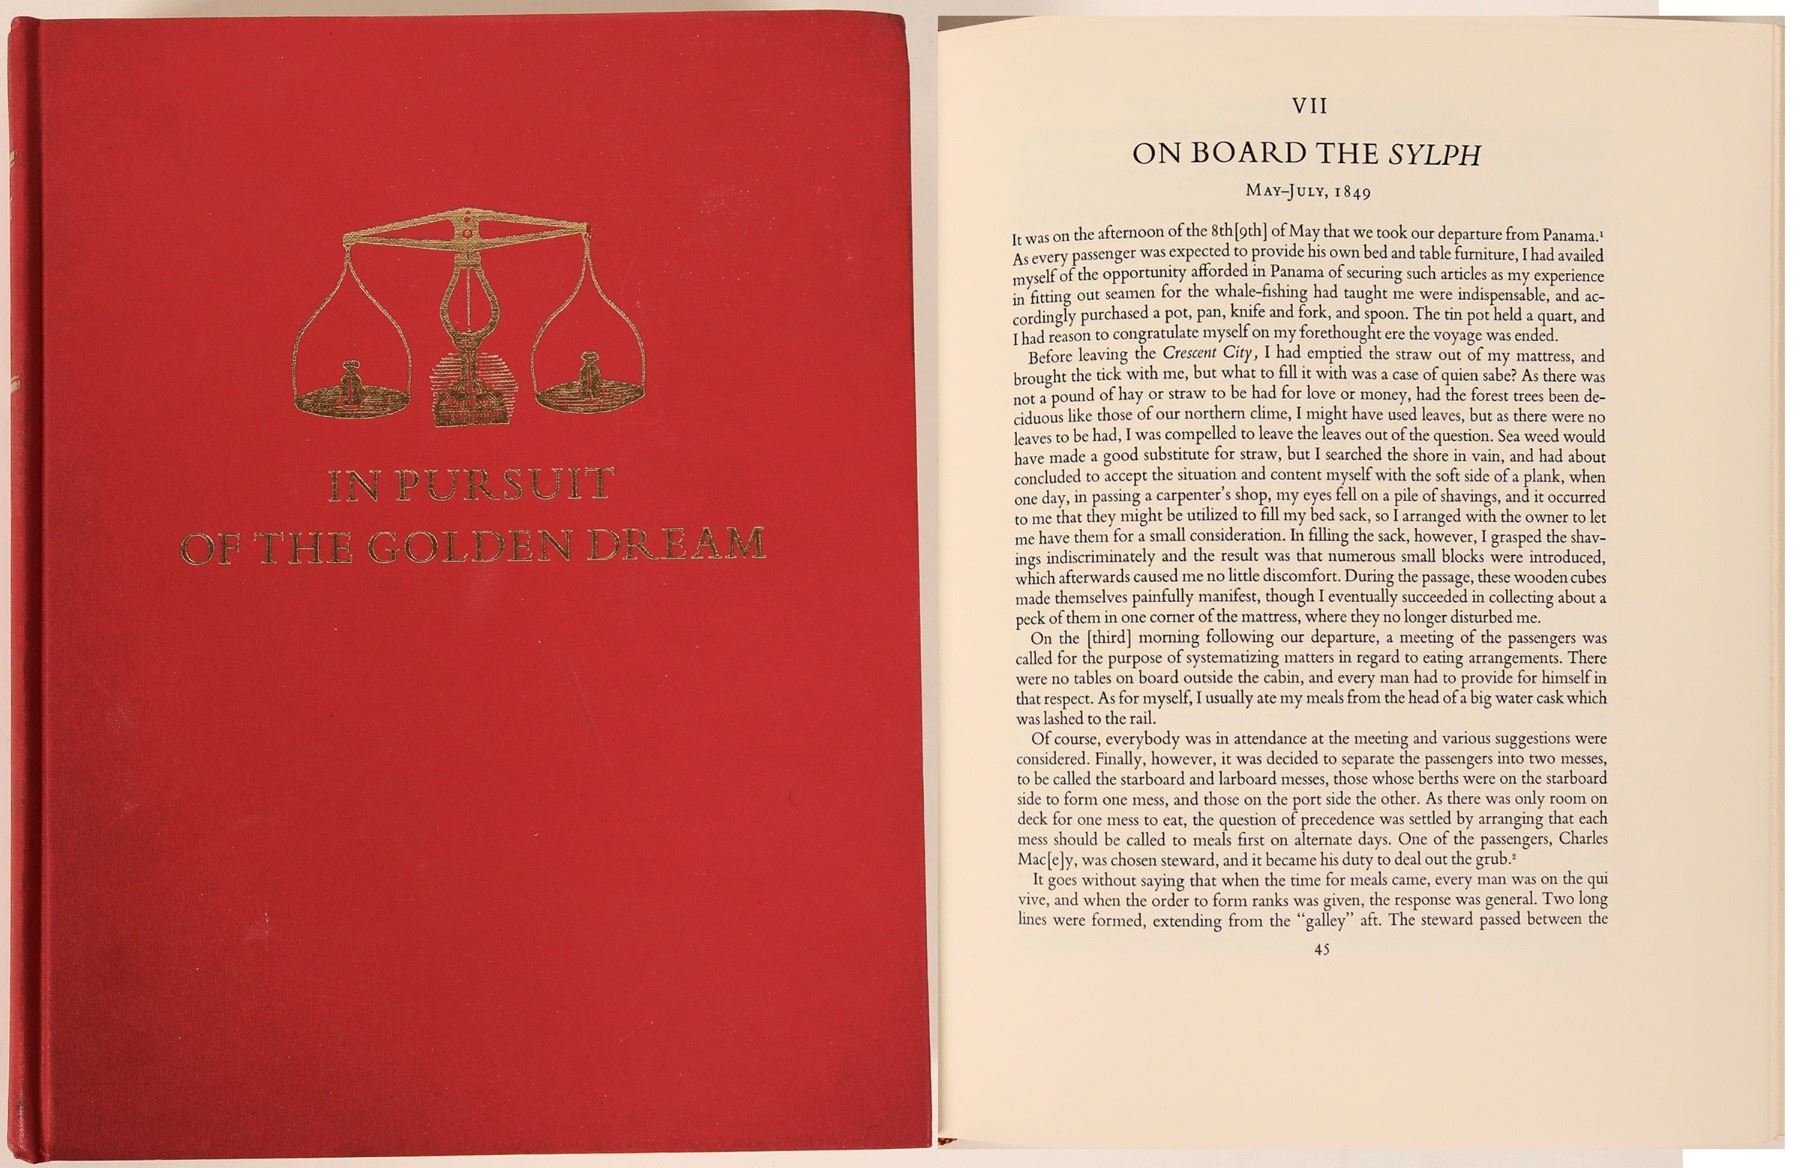 IN PURSUIT
OF THE GOLDEN DREAM
VII
ON BOARD THE SYLPH
MAY–JULY, 1849
It was on the afternoon of the 8th[9th] of May that we took our departure from Panama.¹
As every passenger was expected to provide his own bed and table furniture, I had availed
myself of the opportunity afforded in Panama of securing such articles as my experience
in fitting out seamen for the whale-fishing had taught me were indispensable, and ac-
cordingly purchased a pot, pan, knife and fork, and spoon. The tin pot held a quart, and
I had reason to congratulate myself on my forethought ere the voyage was ended.
Before leaving the Crescent City, I had emptied the straw out of my mattress, and
brought the tick with me, but what to fill it with was a case of quien sabe? As there was
not a pound of hay or straw to be had for love or money, had the forest trees been de-
ciduous like those of our northern clime, I might have used leaves, but as there were no
leaves to be had, I was compelled to leave the leaves out of the question. Sea weed would
have made a good substitute for straw, but I searched the shore in vain, and had about
concluded to accept the situation and content myself with the soft side of a plank, when
one day, in passing a carpenter's shop, my eyes fell on a pile of shavings, and it occurred
to me that they might be utilized to fill my bed sack, so I arranged with the owner to let
me have them for a small consideration. In filling the sack, however, I grasped the shav-
ings indiscriminately and the result was that numerous small blocks were introduced,
which afterwards caused me no little discomfort. During the passage, these wooden cubes
made themselves painfully manifest, though I eventually succeeded in collecting about a
peck of them in one corner of the mattress, where they no longer disturbed me.
On the [third] morning following our departure, a meeting of the passengers was
called for the purpose of systematizing matters in regard to eating arrangements. There
were no tables on board outside the cabin, and every man had to provide for himself in
that respect. As for myself, I usually ate my meals from the head of a big water cask which
was lashed to the rail.
Of course, everybody was in attendance at the meeting and various suggestions were
considered. Finally, however, it was decided to separate the passengers into two messes,
to be called the starboard and larboard messes, those whose berths were on the starboard
side to form one mess, and those on the port side the other. As there was only room on
deck for one mess to eat, the question of precedence was settled by arranging that each
mess should be called to meals first on alternate days. One of the passengers, Charles
Mac[e]y, was chosen steward, and it became his duty to deal out the grub.²
It goes without saying that when the time for meals came, every man was on the qui
vive, and when the order to form ranks was given, the response was general. Two long
lines were formed, extending from the "galley" aft. The steward passed between the
45